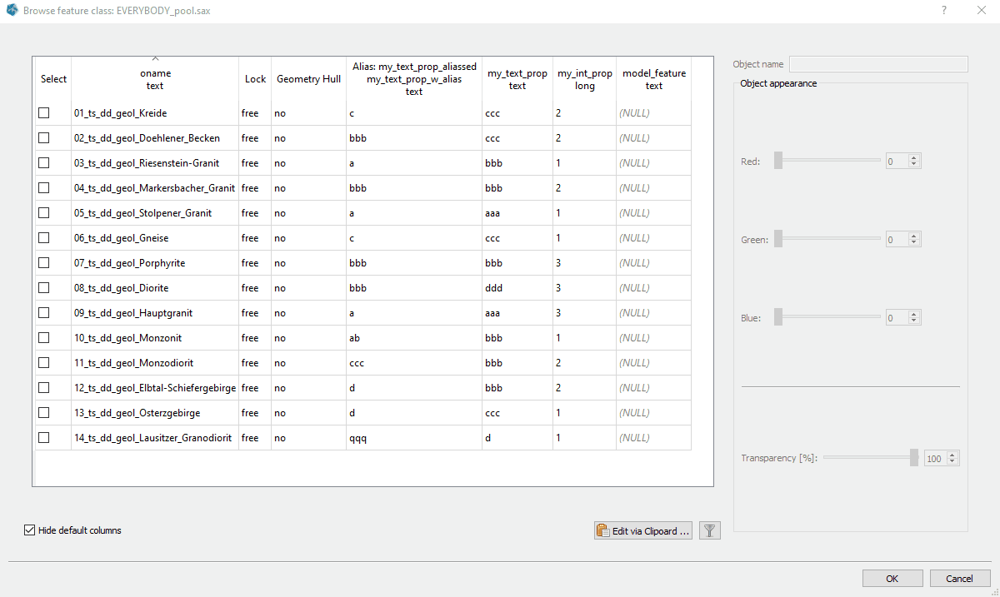 Browse feature class: EVERYBODY_pool.sax
?
Select
oname
text
Lock
Geometry Hull
Alias: my_text_prop_aliassed
my_text_prop_w_alias
text
my_text_prop
text
my_int_prop
long
model_feature
text
01_ts_dd_geol_Kreide free no c ccc 2 (NULL)
02_ts_dd_geol_Doehlener_Becken free no bbb ccc 2 (NULL)
03_ts_dd_geol_Riesenstein-Granit free no a bbb 1 (NULL)
04_ts_dd_geol_Markersbacher_Granit free no bbb bbb 2 (NULL)
05_ts_dd_geol_Stolpener_Granit free no a aaa 1 (NULL)
06_ts_dd_geol_Gneise free no c ccc 1 (NULL)
07_ts_dd_geol_Porphyrite free no bbb bbb 3 (NULL)
08_ts_dd_geol_Diorite free no bbb ddd 3 (NULL)
09_ts_dd_geol_Hauptgranit free no a aaa 3 (NULL)
10_ts_dd_geol_Monzonit free no ab bbb 1 (NULL)
11_ts_dd_geol_Monzodiorit free no ccc bbb 2 (NULL)
12_ts_dd_geol_Elbtal-Schiefergebirge free no d bbb 2 (NULL)
13_ts_dd_geol_Osterzgebirge free no d ccc 1 (NULL)
14_ts_dd_geol_Lausitzer_Granodiorit free no qqq d 1 (NULL)
Hide default columns
Edit via Clipoard ...
Object name
Object appearance
Red: 0
Green: 0
Blue: 0
Transparency [%]: 100
OK
Cancel